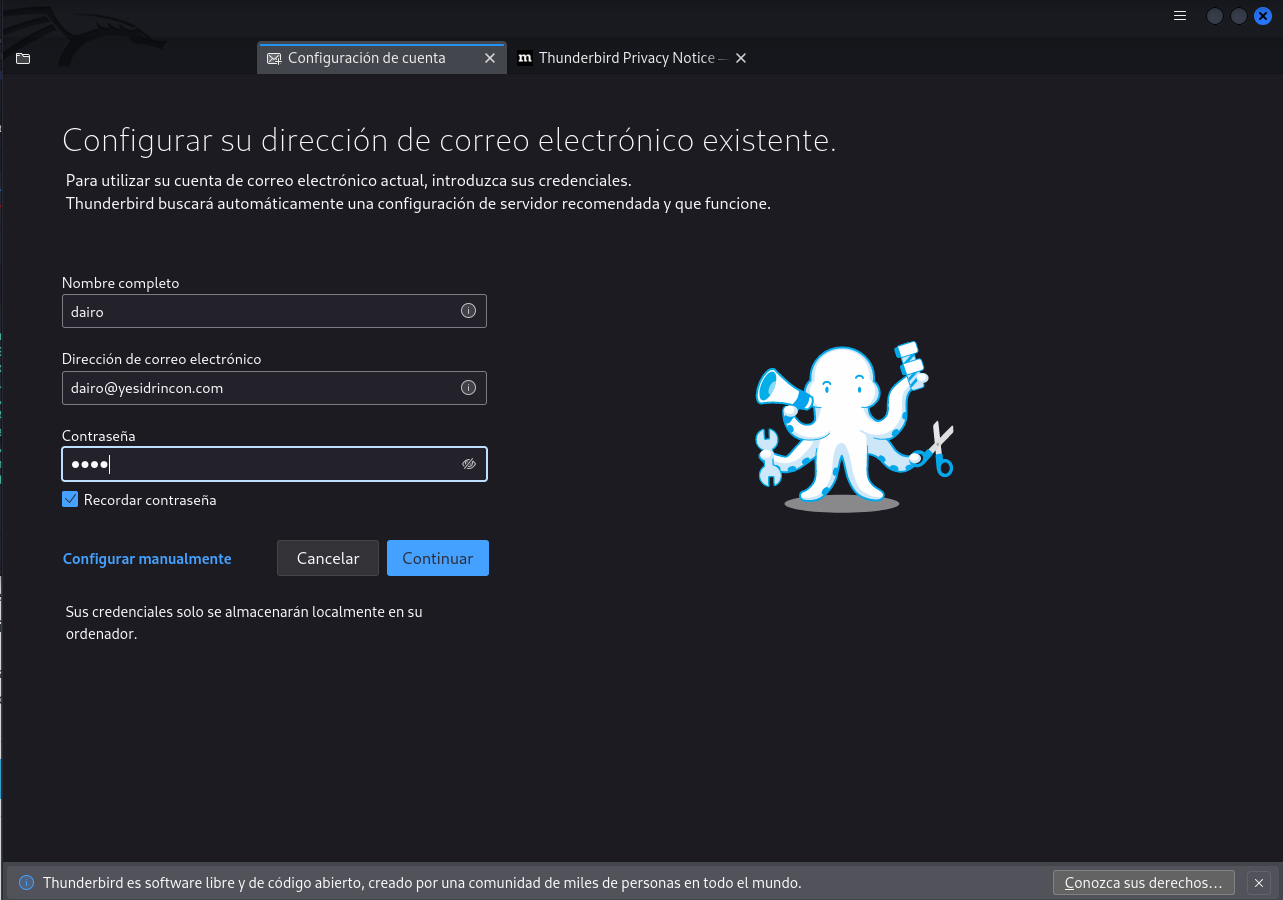 Configuración de cuenta
m Thunderbird Privacy Notice —
Configurar su dirección de correo electrónico existente.
Para utilizar su cuenta de correo electrónico actual, introduzca sus credenciales.
Thunderbird buscará automáticamente una configuración de servidor recomendada y que funcione.
Nombre completo
dairo
Dirección de correo electrónico
dairo@yesidrincon.com
Contraseña
●●●●
Recordar contraseña
Configurar manualmente
Cancelar
Continuar
Sus credenciales solo se almacenarán localmente en su
ordenador.
Thunderbird es software libre y de código abierto, creado por una comunidad de miles de personas en todo el mundo.
Conozca sus derechos...